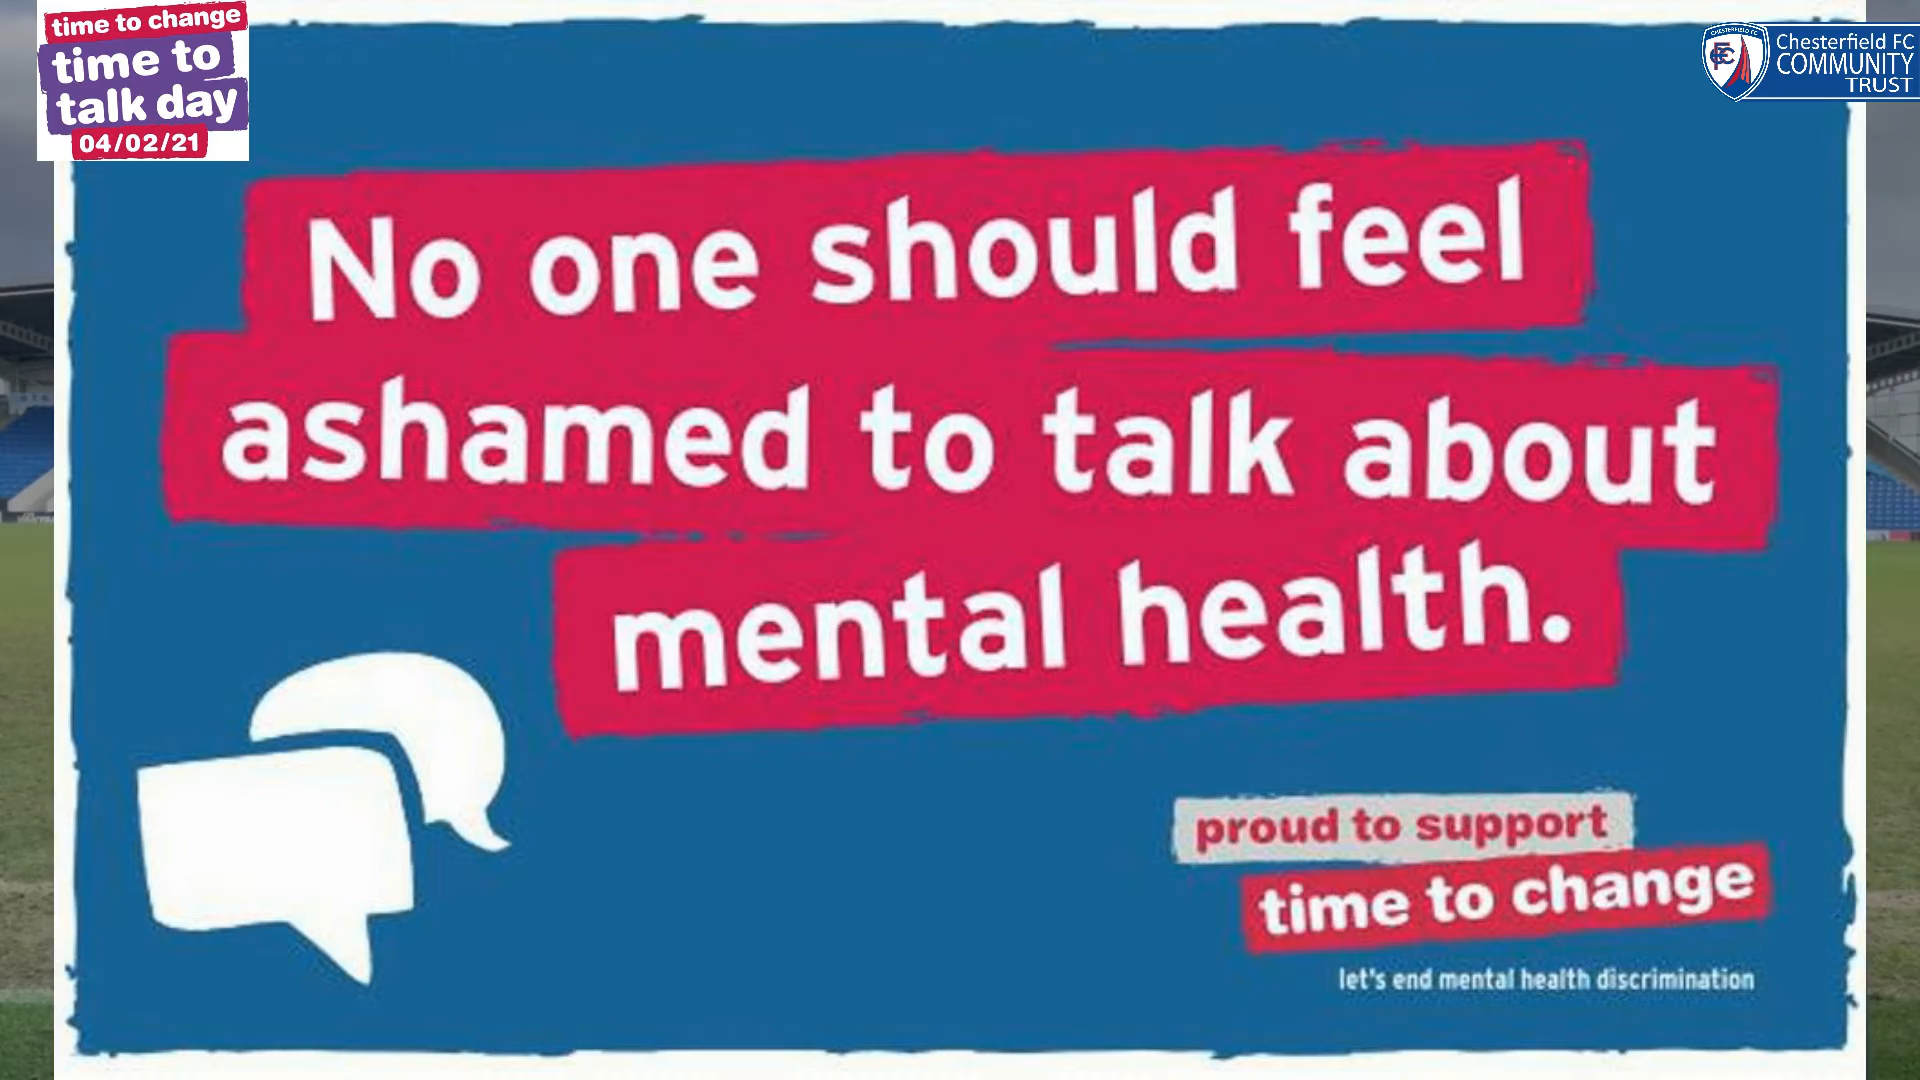 time to change
time to
talk day
04/02/21
Chesterfield FC
COMMUNITY
TRUST
No one should feel
ashamed to talk about
mental health.
proud to support
time to change
let's end mental health discrimination